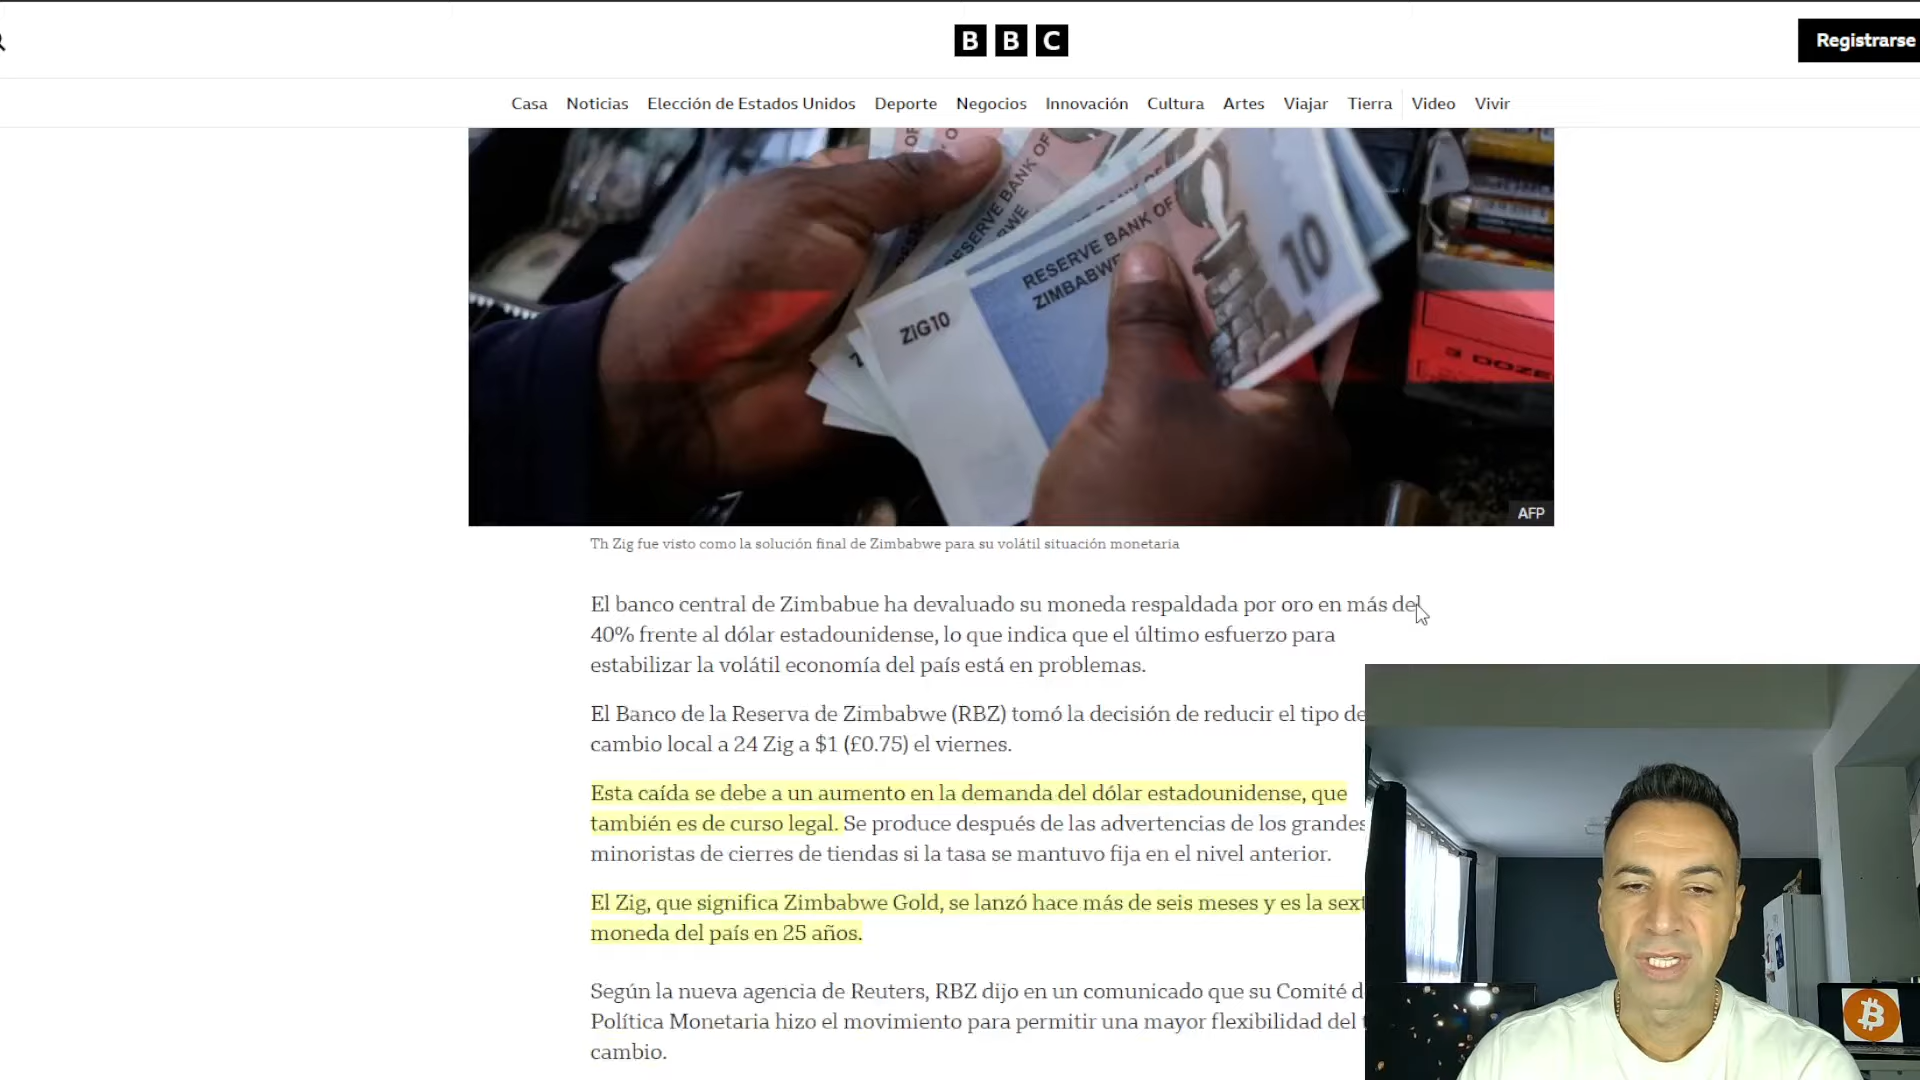 BBC
Registrarse
Casa Noticias Elección de Estados Unidos Deporte Negocios Innovación Cultura Artes Viajar Tierra Video Vivir
RESERVE BANK OF
ZIMBABWE
RESERVE BANK OF
ZIMBABWE
10
ZiG10
3 DOZE
AFP
Th Zig fue visto como la solución final de Zimbabwe para su volátil situación monetaria
El banco central de Zimbabue ha devaluado su moneda respaldada por oro en más del
40% frente al dólar estadounidense, lo que indica que el último esfuerzo para
estabilizar la volátil economía del país está en problemas.
El Banco de la Reserva de Zimbabwe (RBZ) tomó la decisión de reducir el tipo de
cambio local a 24 Zig a $1 (£0.75) el viernes.
Esta caída se debe a un aumento en la demanda del dólar estadounidense, que
también es de curso legal. Se produce después de las advertencias de los grandes
minoristas de cierres de tiendas si la tasa se mantuvo fija en el nivel anterior.
El Zig, que significa Zimbabwe Gold, se lanzó hace más de seis meses y es la sext
moneda del país en 25 años.
Según la nueva agencia de Reuters, RBZ dijo en un comunicado que su Comité d
Política Monetaria hizo el movimiento para permitir una mayor flexibilidad del
cambio.